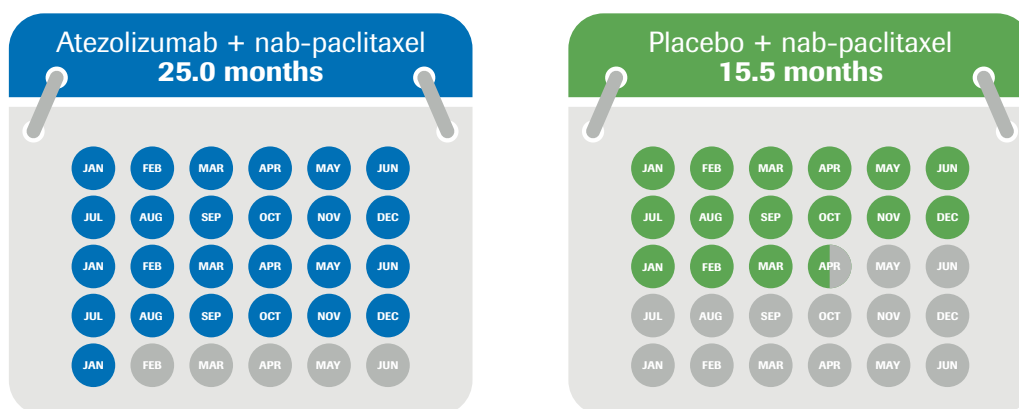 Atezolizumab + nab-paclitaxel
25.0 months
JAN FEB MAR APR MAY JUN
JUL AUG SEP OCT NOV DEC
JAN FEB MAR APR MAY JUN
JUL AUG SEP OCT NOV DEC
JAN FEB MAR APR MAY JUN
Placebo + nab-paclitaxel
15.5 months
JAN FEB MAR APR MAY JUN
JUL AUG SEP OCT NOV DEC
JAN FEB MAR APR MAY JUN
JUL AUG SEP OCT NOV DEC
JAN FEB MAR APR MAY JUN